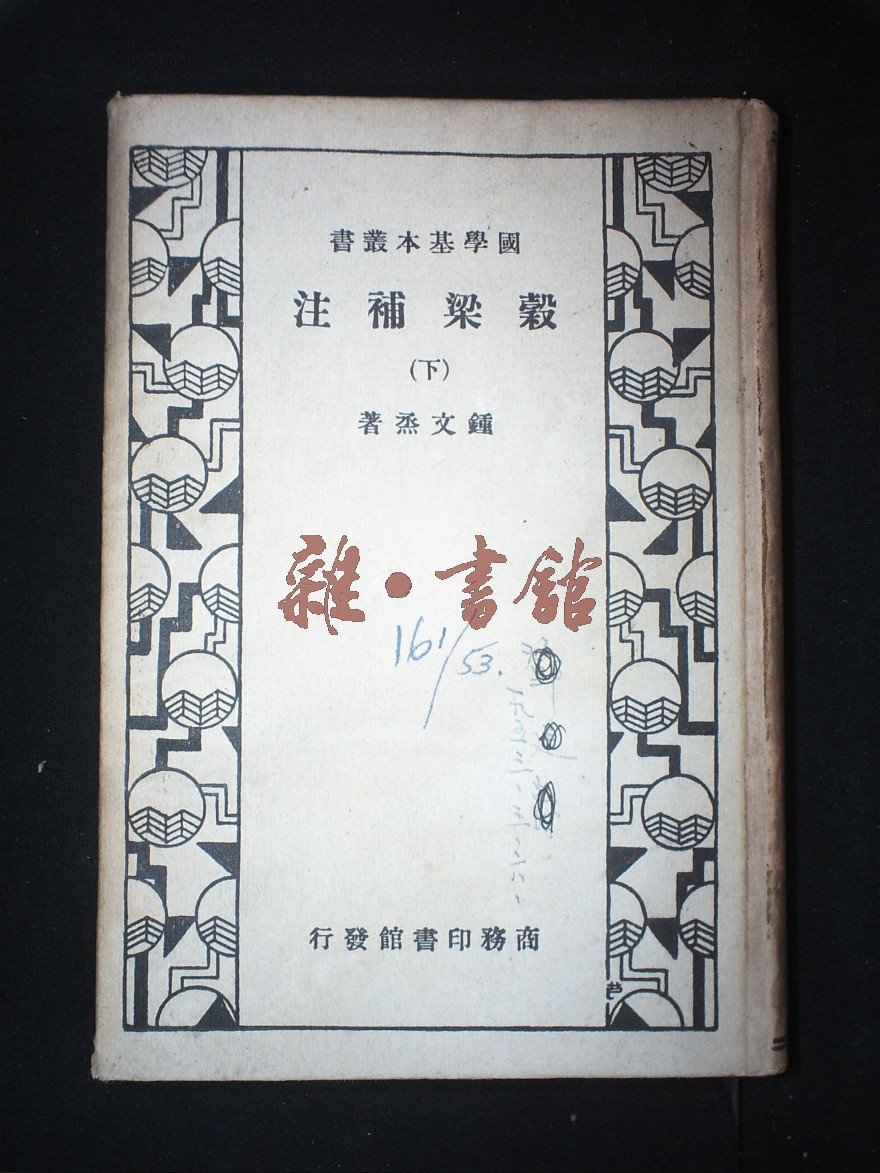 國學基本叢書
穀梁補注
(下)
鍾文烝著
雜·書館
161/53.
商務印書館發行